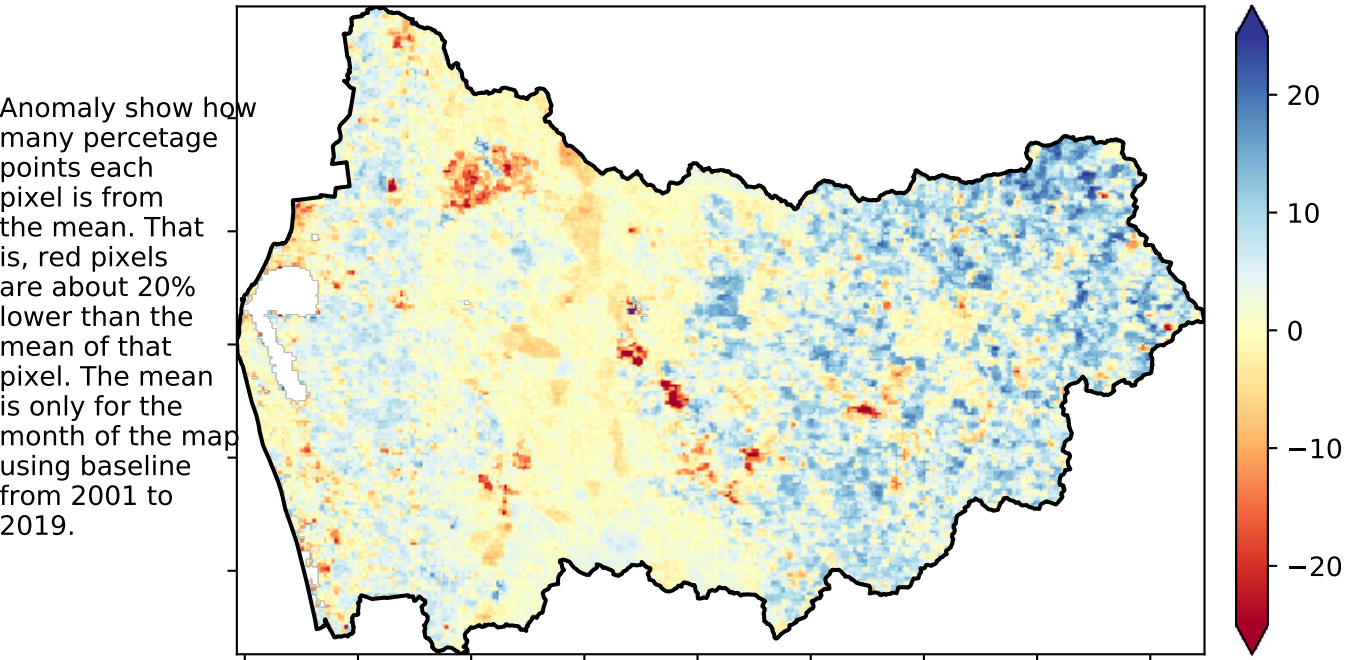 Anomaly show how
many percetage
points each
pixel is from
the mean. That
is, red pixels
are about 20%
lower than the
mean of that
pixel. The mean
is only for the
month of the map
using baseline
from 2001 to
2019.
20
10
0
−10
−20